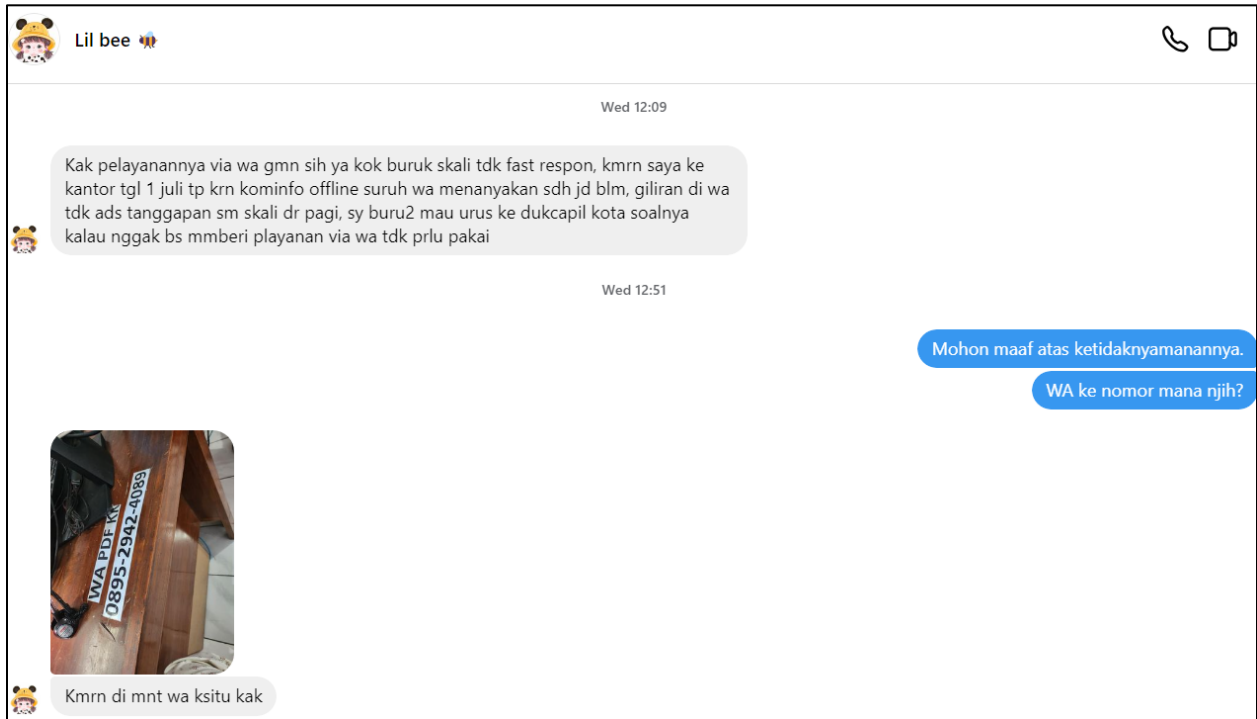 Lil bee 🐝
Wed 12:09
Kak pelayanannya via wa gmn sih ya kok buruk skali tdk fast respon, kmrn saya ke
kantor tgl 1 juli tp krn kominfo offline suruh wa menanyakan sdh jd blm, giliran di wa
tdk ads tanggapan sm skali dr pagi, sy buru2 mau urus ke dukcapil kota soalnya
kalau nggak bs mmberi playanan via wa tdk prlu pakai
Wed 12:51
Mohon maaf atas ketidaknyamanannya.
WA ke nomor mana njih?
WA PDF KK
0895-2942-4089
Kmrn di mnt wa ksitu kak